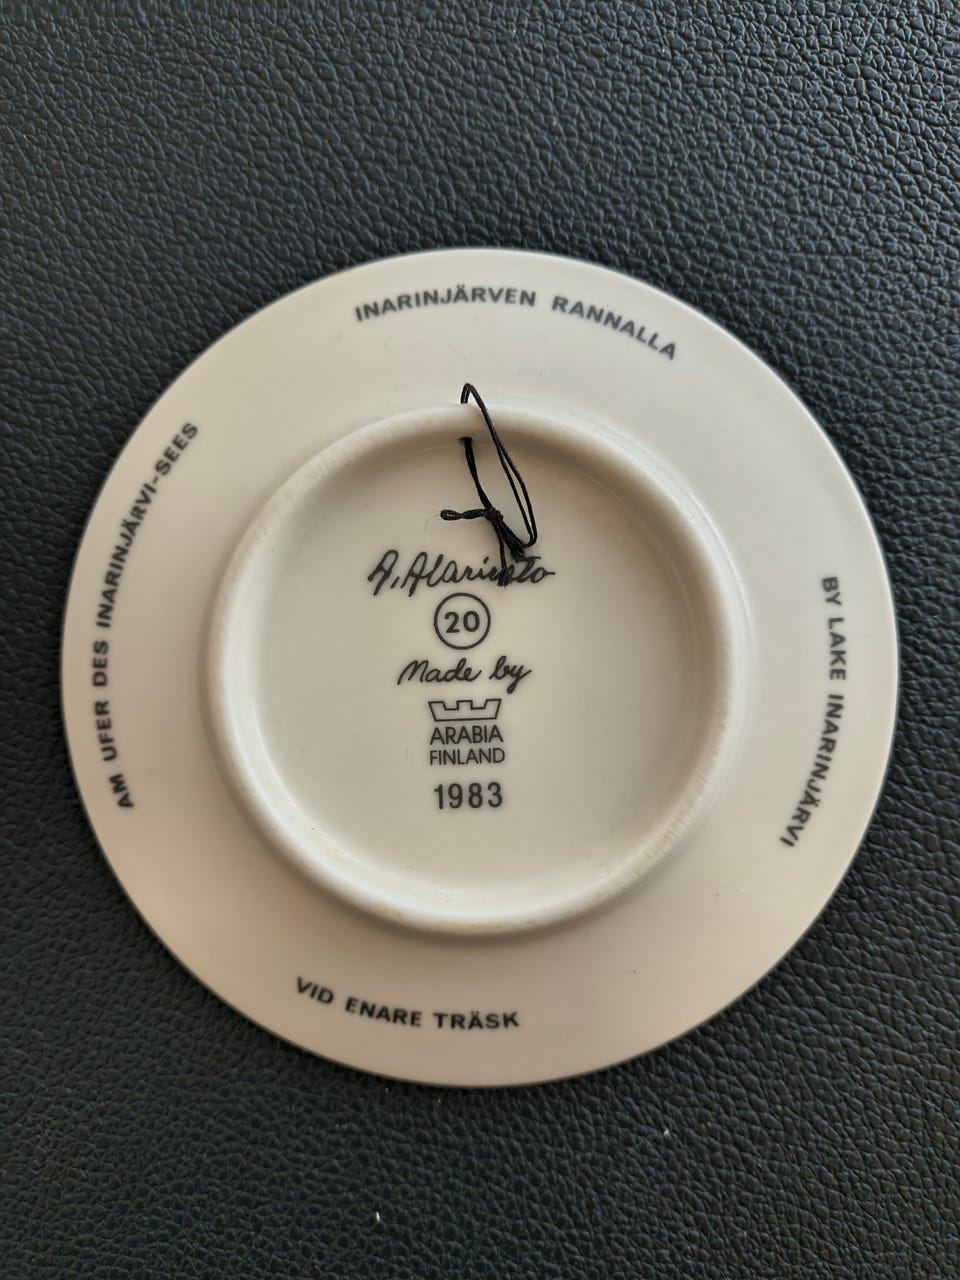 INARINJÄRVEN RANNALLA
BY LAKE INARINJÄRVI
VID ENARE TRÄSK
AM UFER DES INARINJÄRVI-SEES
A. Alariesto
20
Made by
ARABIA
FINLAND
1983